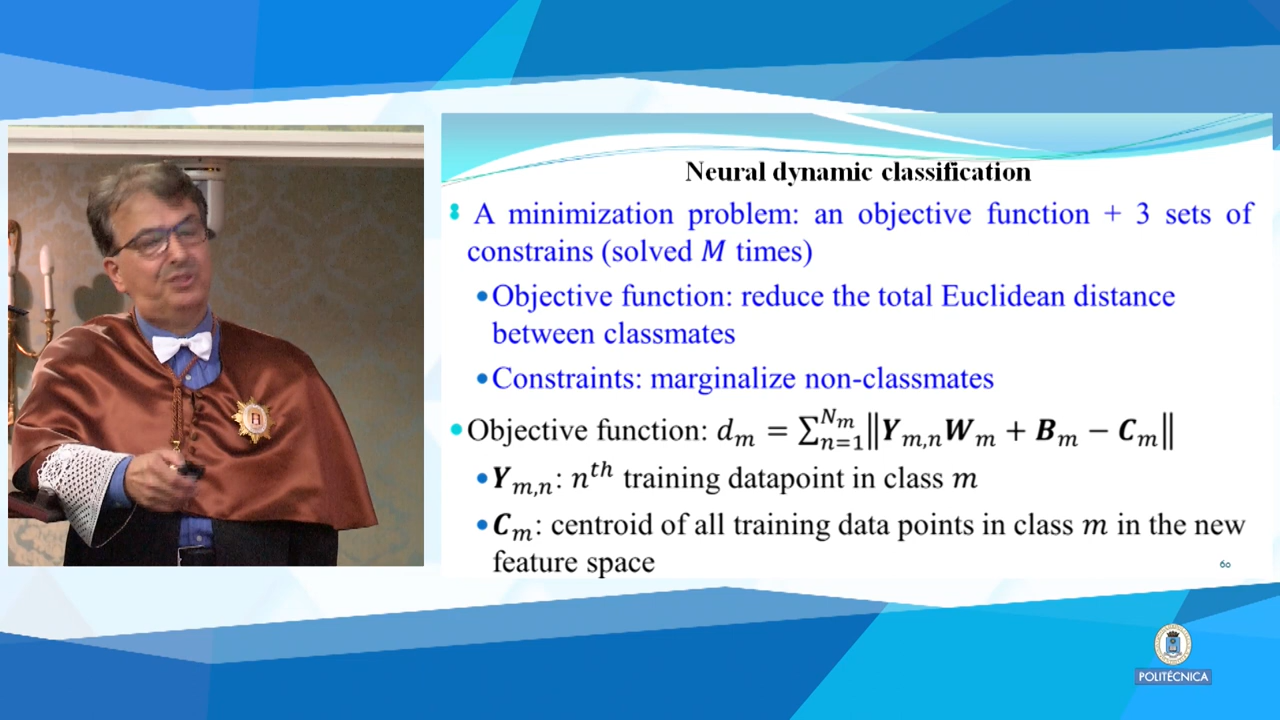 Neural dynamic classification
A minimization problem: an objective function + 3 sets of
constrains (solved M times)
•Objective function: reduce the total Euclidean distance
between classmates
•Constraints: marginalize non-classmates
•Objective function: d_m = ∑_{n=1}^{N_m}‖Y_{m,n}W_m + B_m − C_m‖
•Y_{m,n}: n^{th} training datapoint in class m
•C_m: centroid of all training data points in class m in the new
feature space
60
POLITÉCNICA